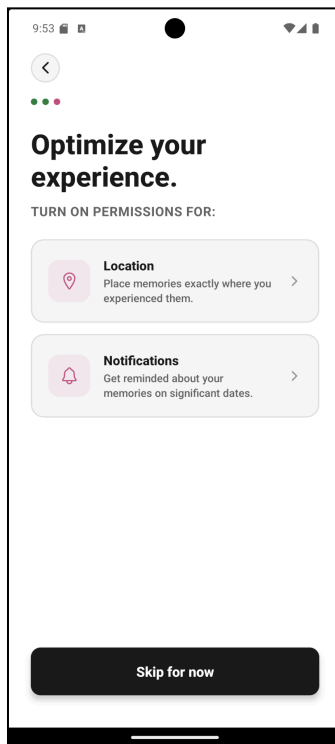 9:53
Optimize your
experience.
TURN ON PERMISSIONS FOR:
Location
Place memories exactly where you
experienced them.
Notifications
Get reminded about your
memories on significant dates.
Skip for now